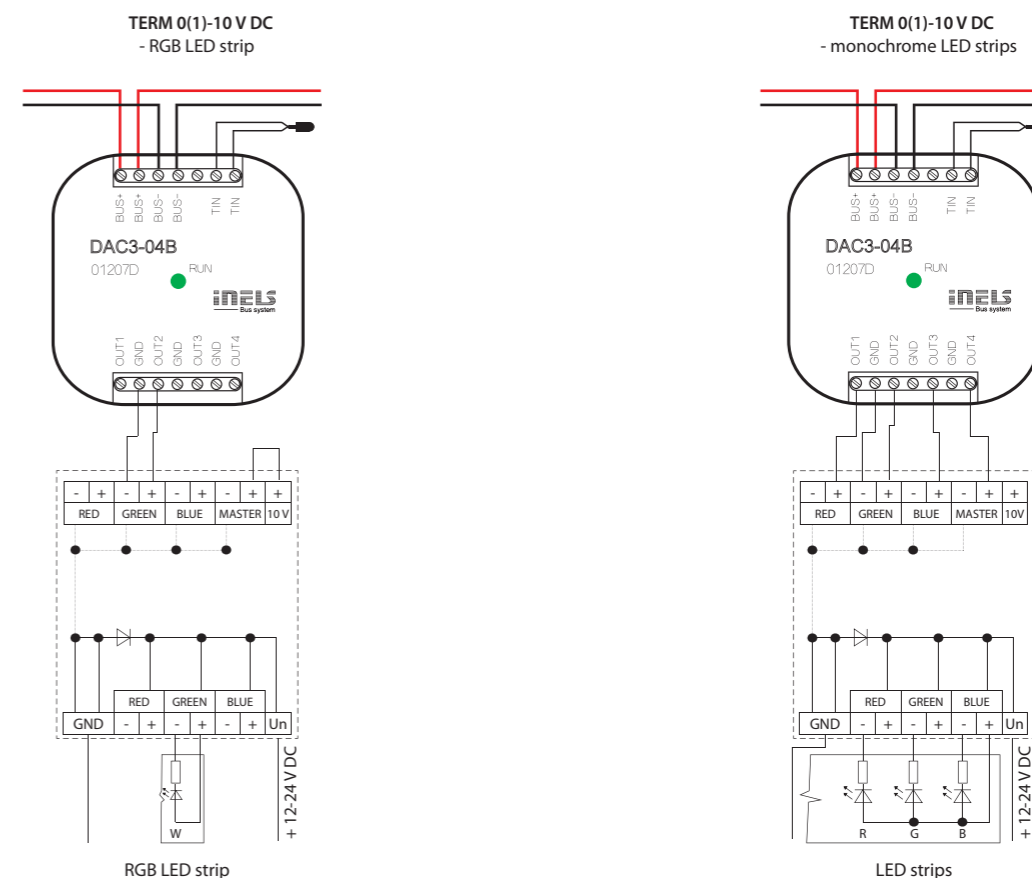 TERM 0(1)-10 V DC
- RGB LED strip
BUS+ BUS+ BUS- BUS- TIN TIN
DAC3-04B
01207D
RUN
iNELS
Bus system
OUT1 GND OUT2 GND OUT3 GND OUT4
- + - + - + - + +
RED GREEN BLUE MASTER 10 V
RED GREEN BLUE
GND - + - + - + Un
W
+ 12-24 V DC
RGB LED strip
TERM 0(1)-10 V DC
- monochrome LED strips
BUS+ BUS+ BUS- BUS- TIN TIN
DAC3-04B
01207D
RUN
iNELS
Bus system
OUT1 GND OUT2 GND OUT3 GND OUT4
- + - + - + - + +
RED GREEN BLUE MASTER 10V
RED GREEN BLUE
GND - + - + - + Un
R G B
+ 12-24 V DC
LED strips